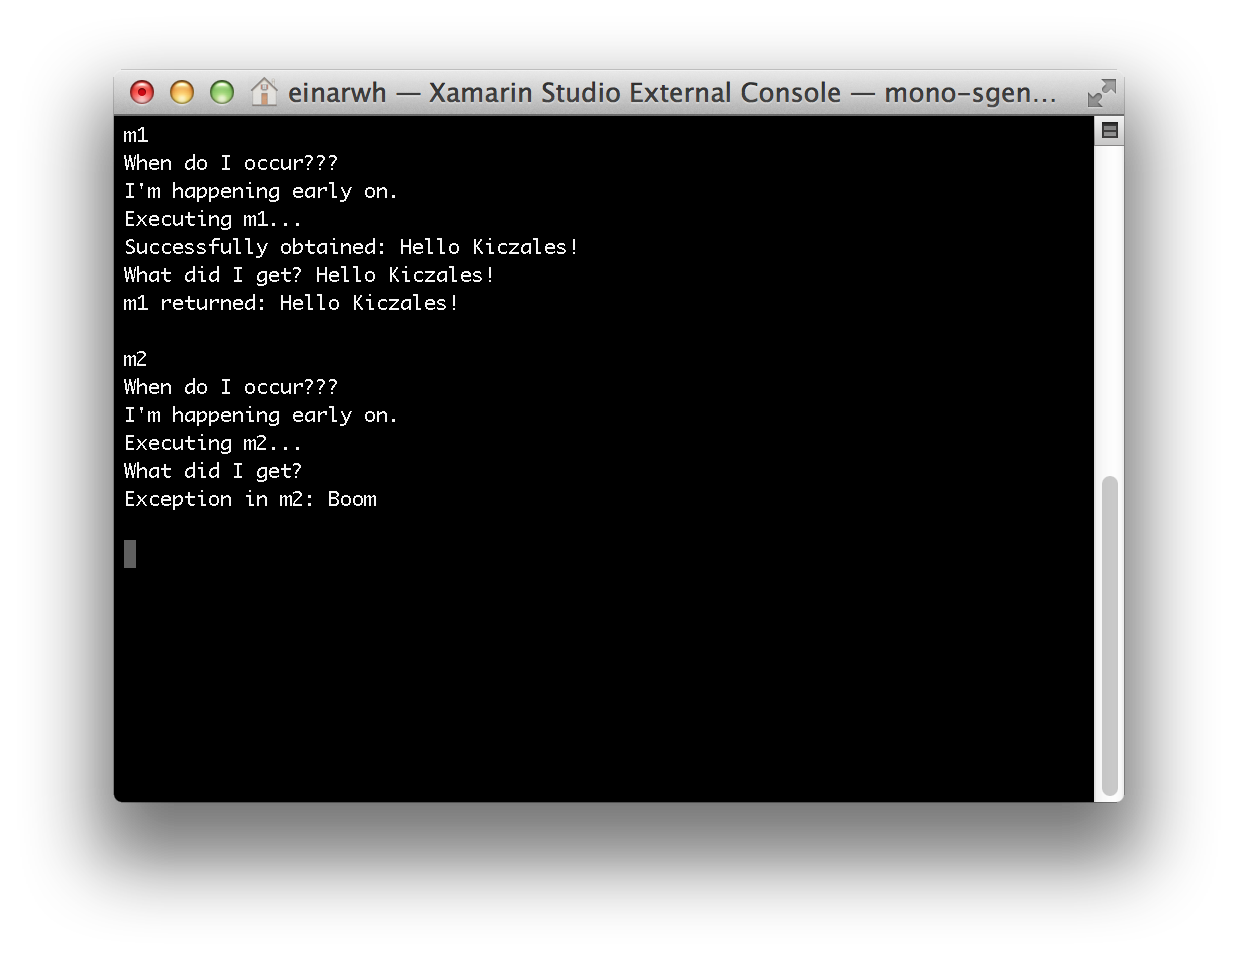 einarwh — Xamarin Studio External Console — mono-sgen...
m1
When do I occur???
I'm happening early on.
Executing m1...
Successfully obtained: Hello Kiczales!
What did I get? Hello Kiczales!
m1 returned: Hello Kiczales!
m2
When do I occur???
I'm happening early on.
Executing m2...
What did I get?
Exception in m2: Boom